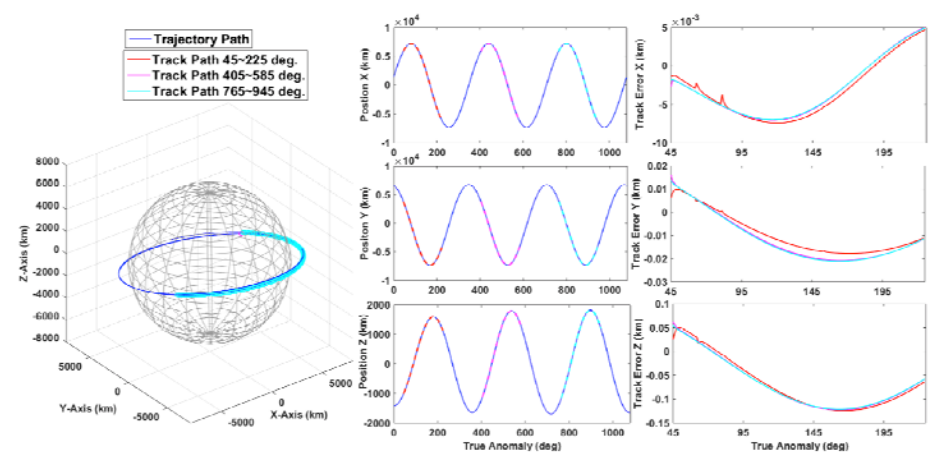 Trajectory Path
Track Path 45~225 deg.
Track Path 405~585 deg.
Track Path 765~945 deg.
8000
6000
4000
2000
0
-2000
-4000
-6000
-8000
Z-Axis (km)
5000
0
-5000
Y-Axis (km)
-5000
0
5000
X-Axis (km)
×10⁴
1
0.5
0
-0.5
-1
Position X (km)
0 200 400 600 800 1000
×10⁴
1
0.5
0
-0.5
-1
Position Y (km)
0 200 400 600 800 1000
2000
1000
0
-1000
-2000
Position Z (km)
0 200 400 600 800 1000
True Anomaly (deg)
×10⁻³
5
0
-5
-10
Track Error X (km)
45 95 145 195
0.02
0.01
0
-0.01
-0.02
-0.03
Track Error Y (km)
45 95 145 195
0.1
0.05
0
-0.05
-0.1
-0.15
Track Error Z (km)
45 95 145 195
True Anomaly (deg)